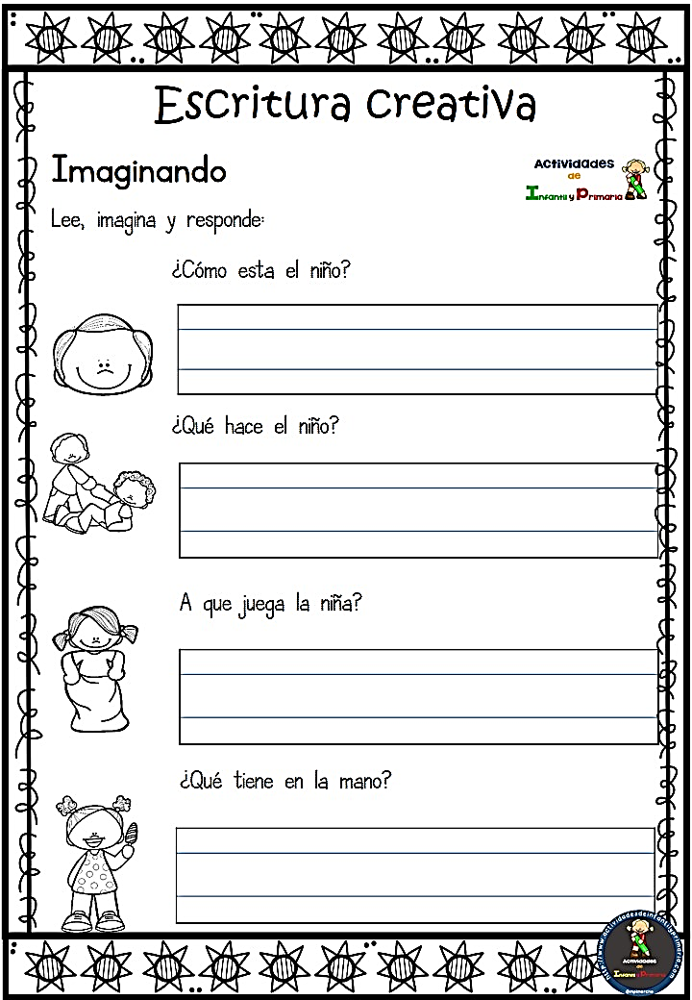 Escritura creativa
Imaginando
Actividades
de
Infantil y Primaria
Lee, imagina y responde:
¿Cómo esta el niño?
¿Qué hace el niño?
A que juega la niña?
¿Qué tiene en la mano?
http://www.actividadesdeinfantilyprimaria.com
Actividades
de
Infantil y Primaria